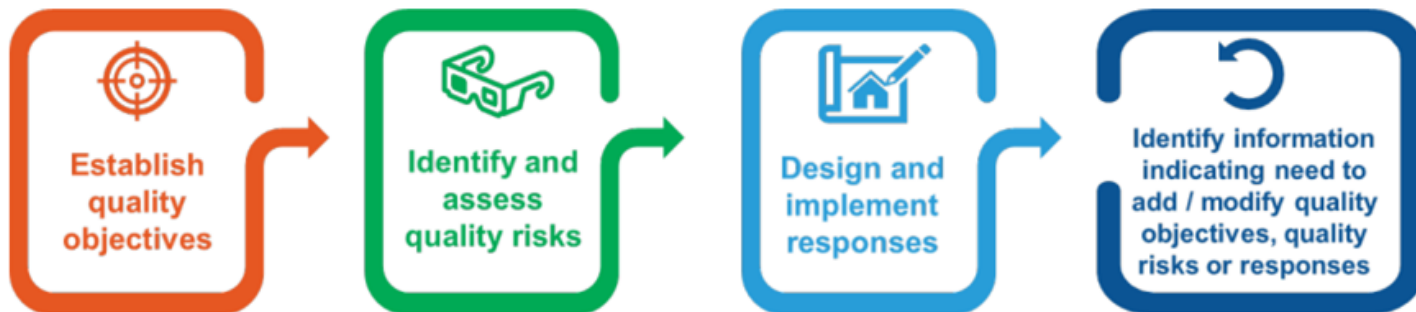 Establish
quality
objectives
Identify and
assess
quality risks
Design and
implement
responses
Identify information
indicating need to
add / modify quality
objectives, quality
risks or responses